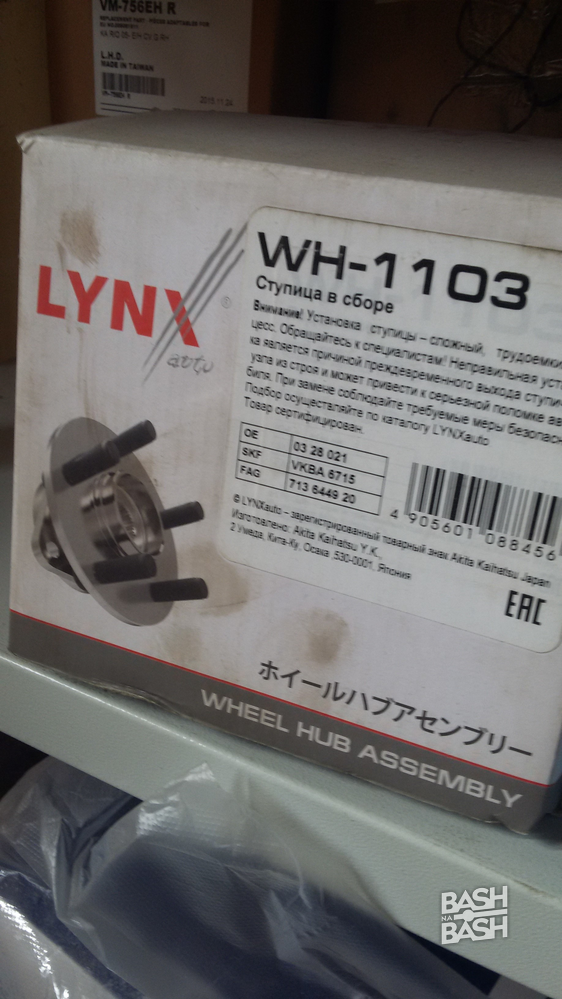 VM-756EH R
L.H.D.
MADE IN TAIWAN
2015.11.24
LYNX
auto
®
WH-1103
Ступица в сборе
Внимание! Установка ступицы – сложный, трудоемки
цесс. Обращайтесь к специалистам! Неправильная уст
ка является причиной преждевременного выхода ступи
узла из строя и может привести к серьезной поломке ав
биля. При замене соблюдайте требуемые меры безопасн
Подбор осуществляйте по каталогу LYNXauto
Товар сертифицирован.
OE 03 28 021
SKF VKBA 6715
FAG 713 6449 20
4 905601 088456
© LYNXauto – зарегистрированный товарный знак Akita Kaihatsu Japan
Изготовлено: Akita Kaihatsu Y.K.,
2 Умеда, Кита-Ку, Осака, 530-0001, Япония
EAC
ホイールハブアセンブリー
WHEEL HUB ASSEMBLY
BASH
NA
BASH